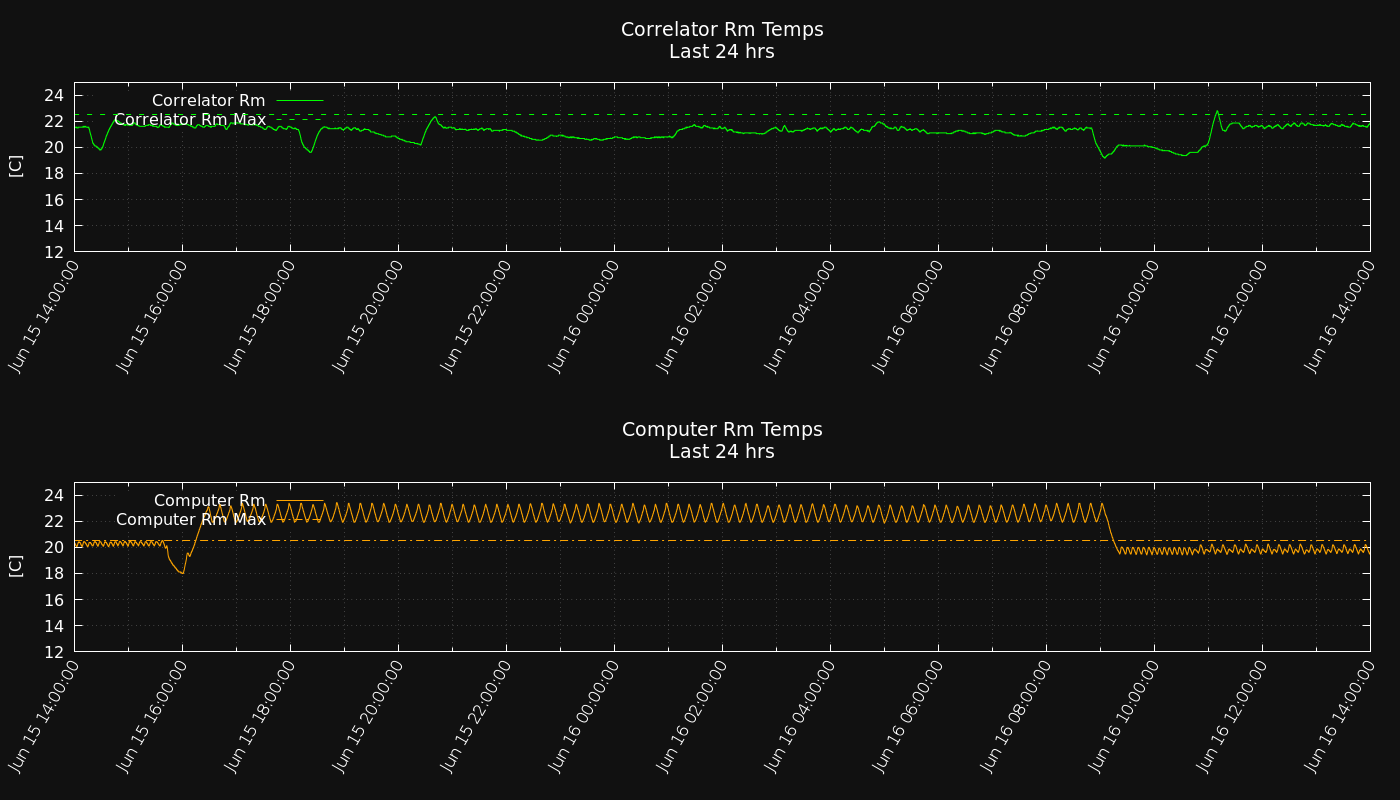 Correlator Rm Temps
Last 24 hrs
Correlator Rm
Correlator Rm Max
24
22
20
18
16
14
12
[C]
Jun 15 14:00:00
Jun 15 16:00:00
Jun 15 18:00:00
Jun 15 20:00:00
Jun 15 22:00:00
Jun 16 00:00:00
Jun 16 02:00:00
Jun 16 04:00:00
Jun 16 06:00:00
Jun 16 08:00:00
Jun 16 10:00:00
Jun 16 12:00:00
Jun 16 14:00:00
Computer Rm Temps
Last 24 hrs
Computer Rm
Computer Rm Max
24
22
20
18
16
14
12
[C]
Jun 15 14:00:00
Jun 15 16:00:00
Jun 15 18:00:00
Jun 15 20:00:00
Jun 15 22:00:00
Jun 16 00:00:00
Jun 16 02:00:00
Jun 16 04:00:00
Jun 16 06:00:00
Jun 16 08:00:00
Jun 16 10:00:00
Jun 16 12:00:00
Jun 16 14:00:00